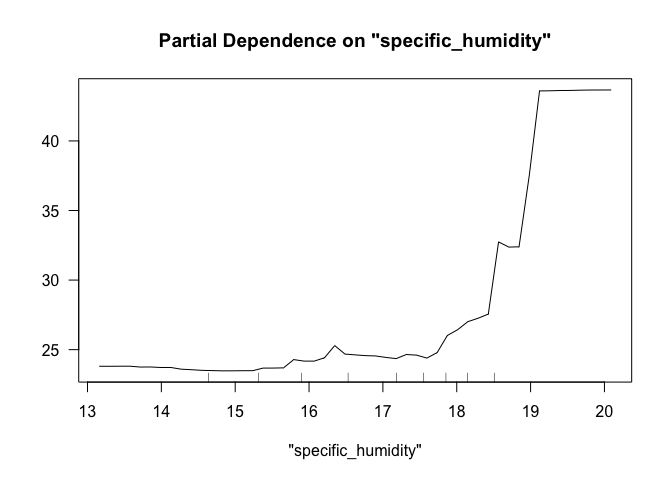 Partial Dependence on "specific_humidity"
40
35
30
25
13 14 15 16 17 18 19 20
"specific_humidity"